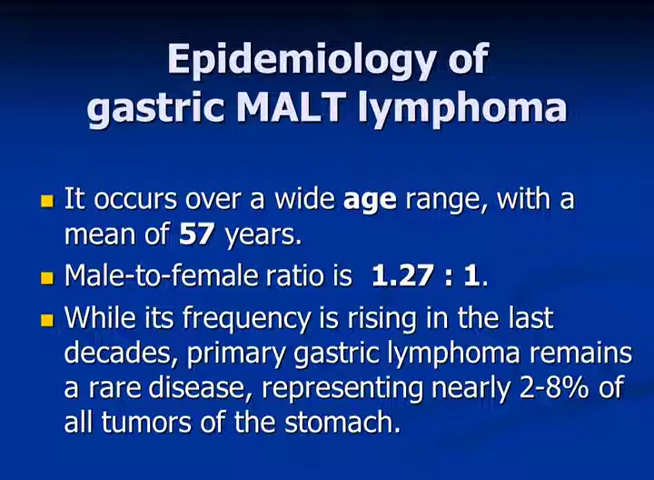 Epidemiology of
gastric MALT lymphoma
It occurs over a wide age range, with a
mean of 57 years.
Male-to-female ratio is 1.27 : 1.
While its frequency is rising in the last
decades, primary gastric lymphoma remains
a rare disease, representing nearly 2-8% of
all tumors of the stomach.